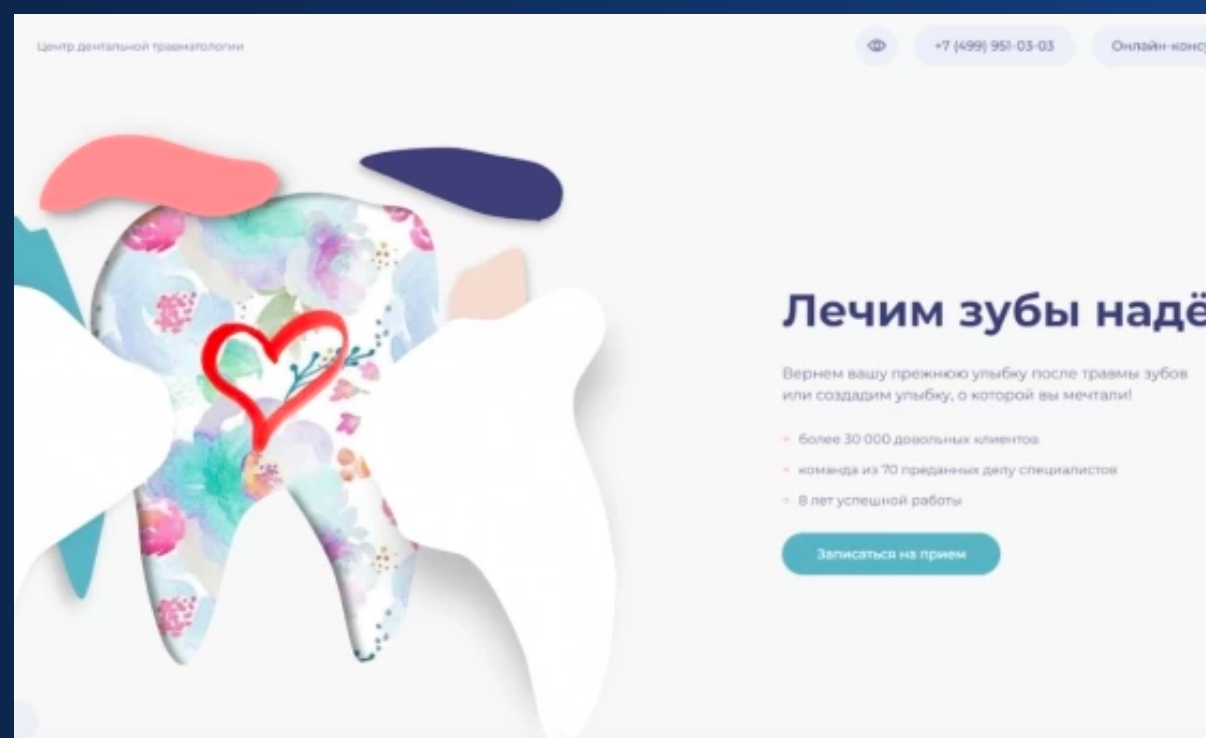 Центр дентальной травматологии
+7 (499) 951-03-03
Онлайн-консу
Лечим зубы надё
Вернем вашу прежнюю улыбку после травмы зубов
или создадим улыбку, о которой вы мечтали!
более 30 000 довольных клиентов
команда из 70 преданных делу специалистов
8 лет успешной работы
Записаться на прием